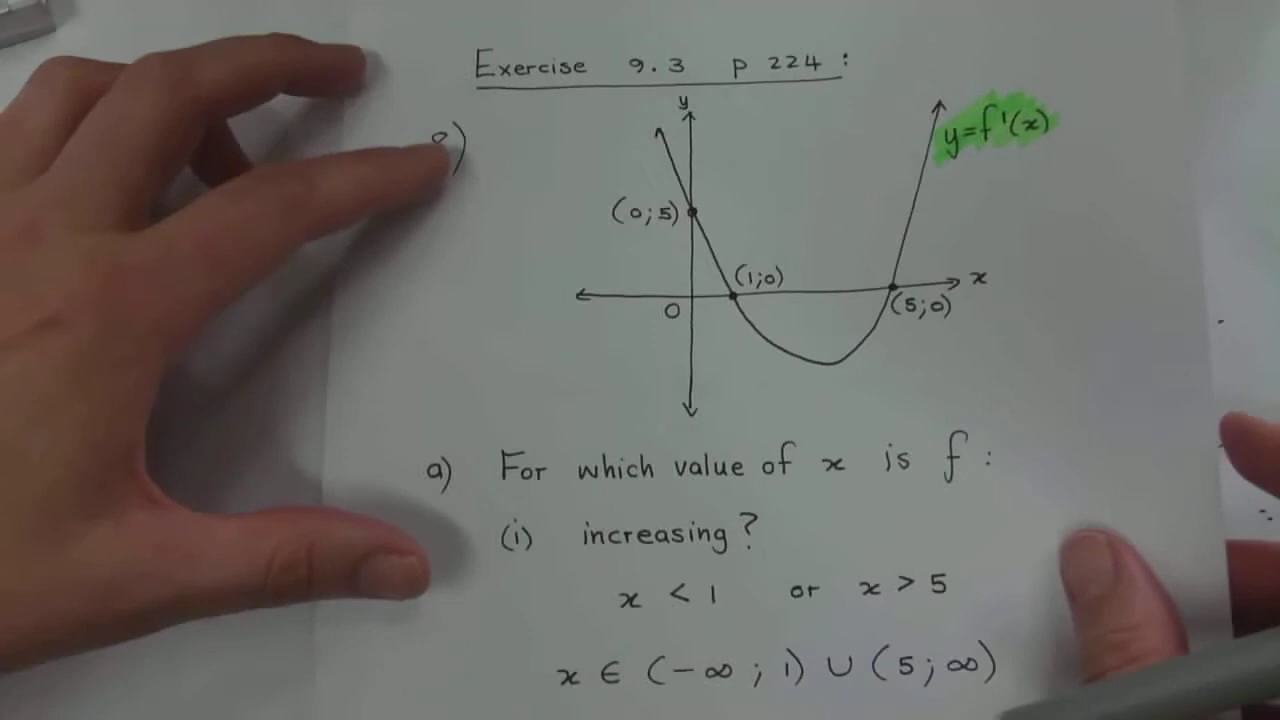 Exercise 9.3 p 224 :
y
y=f'(x)
(0;5)
(1;0)
x
0
(5;0)
a) For which value of x is f :
(i) increasing?
x < 1 or x > 5
x ∈ (-∞ ; 1) ∪ (5 ; ∞)